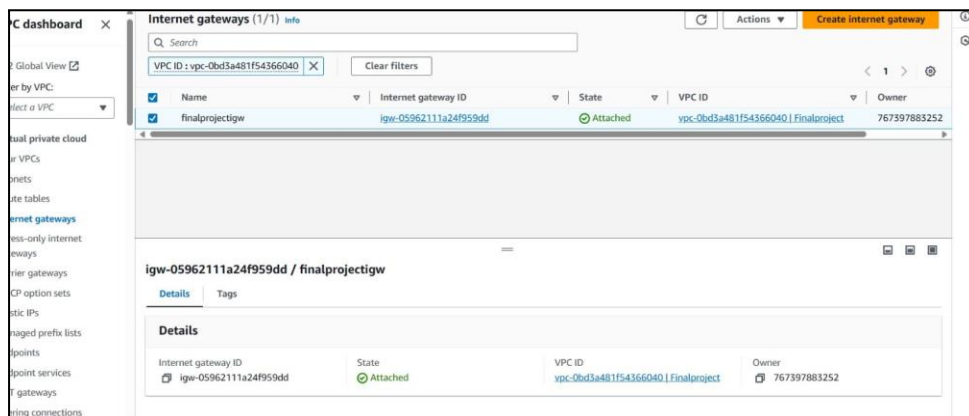 PC dashboard
Internet gateways (1/1) Info
Actions
Create internet gateway
Search
2 Global View
er by VPC:
elect a VPC
VPC ID : vpc-0bd3a481f54366040
Clear filters
1
Name
Internet gateway ID
State
VPC ID
Owner
finalprojectigw
igw-05962111a24f959dd
Attached
vpc-0bd3a481f54366040 | Finalproject
767397883252
tual private cloud
ur VPCs
bnets
ute tables
ernet gateways
ress-only internet
eways
rier gateways
CP option sets
stic IPs
naged prefix lists
dpoints
dpoint services
T gateways
ering connections
igw-05962111a24f959dd / finalprojectigw
Details
Tags
Details
Internet gateway ID
igw-05962111a24f959dd
State
Attached
VPC ID
vpc-0bd3a481f54366040 | Finalproject
Owner
767397883252